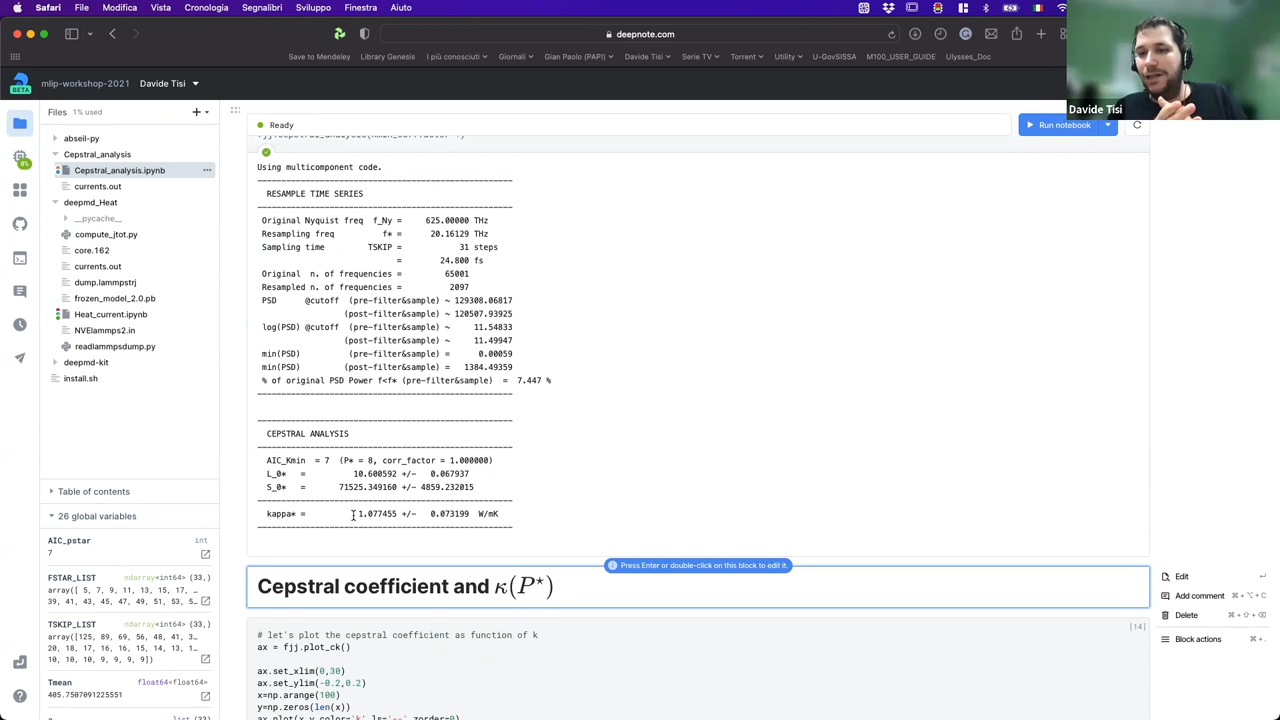 Safari File Modifica Vista Cronologia Segnalibri Finestra Aiuto
deepnote.com
Save to Mendeley Library Genesis I più conosciuti Giornali Gian Paolo (PAPI) Davide Tisi Serie TV Torrent Utility U-GovSISSA M100_USER_GUIDE Ulysses_Doc
BETA
mlip-workshop-2021 Davide Tisi
Davide Tisi
Files 1% used
abseil-py
Cepstral_analysis
Cepstral_analysis.ipynb
currents.out
0%
deepmd_Heat
__pycache__
compute_jtot.py
core.162
currents.out
dump.lammpstrj
frozen_model_2.0.pb
Heat_current.ipynb
NVElammps2.in
readlammpsdump.py
deepmd-kit
install.sh
Table of contents
26 global variables
AIC_pstar int
7
FSTAR_LIST ndarray<int64> (33,)
array([ 5, 7, 9, 11, 13, 15, 17, …
39, 41, 43, 45, 47, 49, 51, 53, 5…
TSKIP_LIST ndarray<int64> (33,)
array([125, 89, 69, 56, 48, 41, 3…
20, 18, 17, 16, 16, 15, 14, 13, 1…
10, 10, 10, 9, 9, 9, 9])
Tmean float64<float64>
405.7507091225551
Ready
Run notebook
Using multicomponent code.
-----------------------------------------------------
RESAMPLE TIME SERIES
-----------------------------------------------------
Original Nyquist freq f_Ny = 625.00000 THz
Resampling freq f* = 20.16129 THz
Sampling time TSKIP = 31 steps
= 24.800 fs
Original n. of frequencies = 65001
Resampled n. of frequencies = 2097
PSD @cutoff (pre-filter&sample) ~ 129308.06817
(post-filter&sample) ~ 120507.93925
log(PSD) @cutoff (pre-filter&sample) ~ 11.54833
(post-filter&sample) ~ 11.49947
min(PSD) (pre-filter&sample) = 0.00059
min(PSD) (post-filter&sample) = 1384.49359
% of original PSD Power f<f* (pre-filter&sample) = 7.447 %
-----------------------------------------------------
-----------------------------------------------------
CEPSTRAL ANALYSIS
-----------------------------------------------------
AIC_Kmin = 7 (P* = 8, corr_factor = 1.000000)
L_0* = 10.600592 +/- 0.067937
S_0* = 71525.349160 +/- 4859.232015
-----------------------------------------------------
kappa* = 1.077455 +/- 0.073199 W/mK
-----------------------------------------------------
Press Enter or double-click on this block to edit it.
Cepstral coefficient and κ(P⋆)
Edit
Add comment ⌘+⌥+C
Delete ⌘+⇧+⌫
Block actions ⌘+.
[14]
# let's plot the cepstral coefficient as function of k
ax = fjj.plot_ck()
ax.set_xlim(0,30)
ax.set_ylim(-0.2,0.2)
x=np.arange(100)
y=np.zeros(len(x))
ax.plot(x,y,color='k',ls='--',zorder=0)